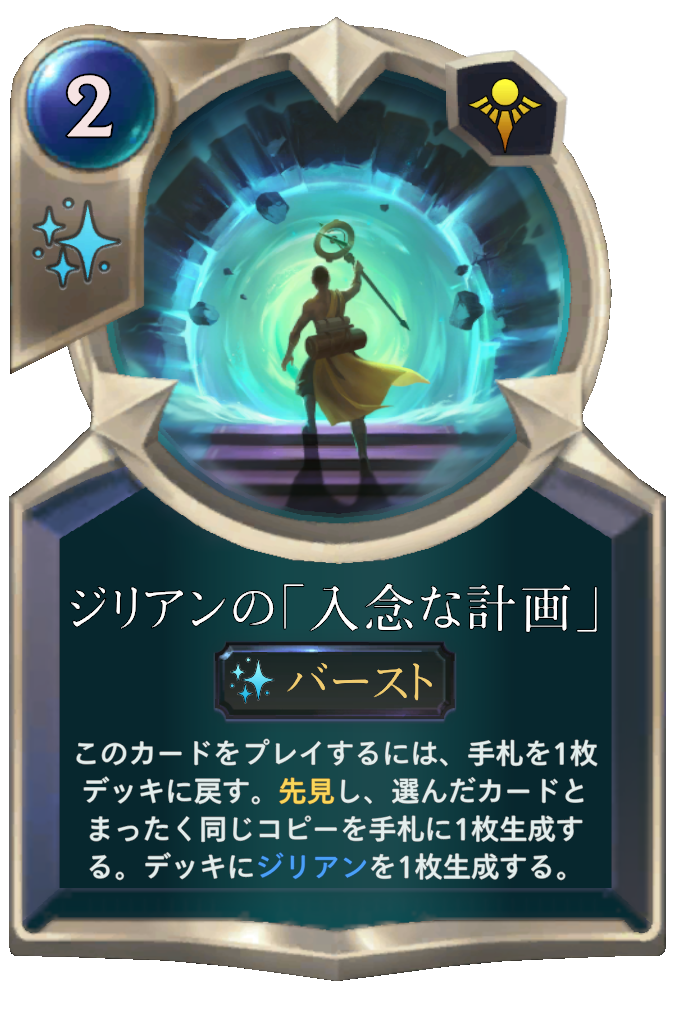 2
ジリアンの「入念な計画」
バースト
このカードをプレイするには、手札を1枚
デッキに戻す。先見し、選んだカードと
まったく同じコピーを手札に1枚生成す
る。デッキにジリアンを1枚生成する。